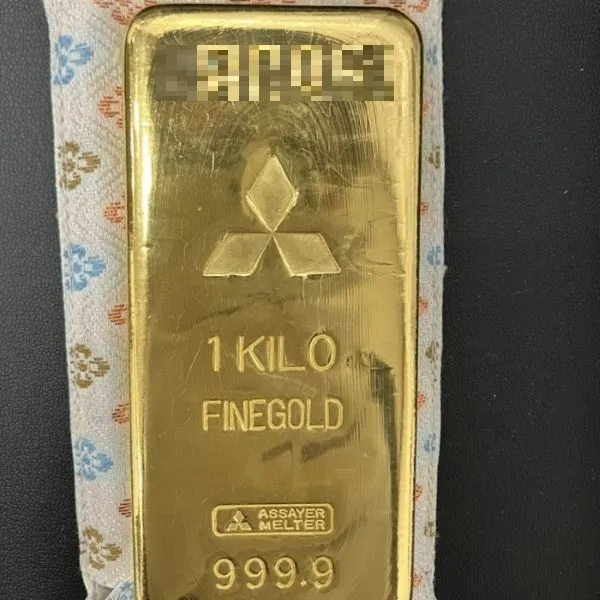 1 KILO
FINEGOLD
ASSAYER
MELTER
999.9